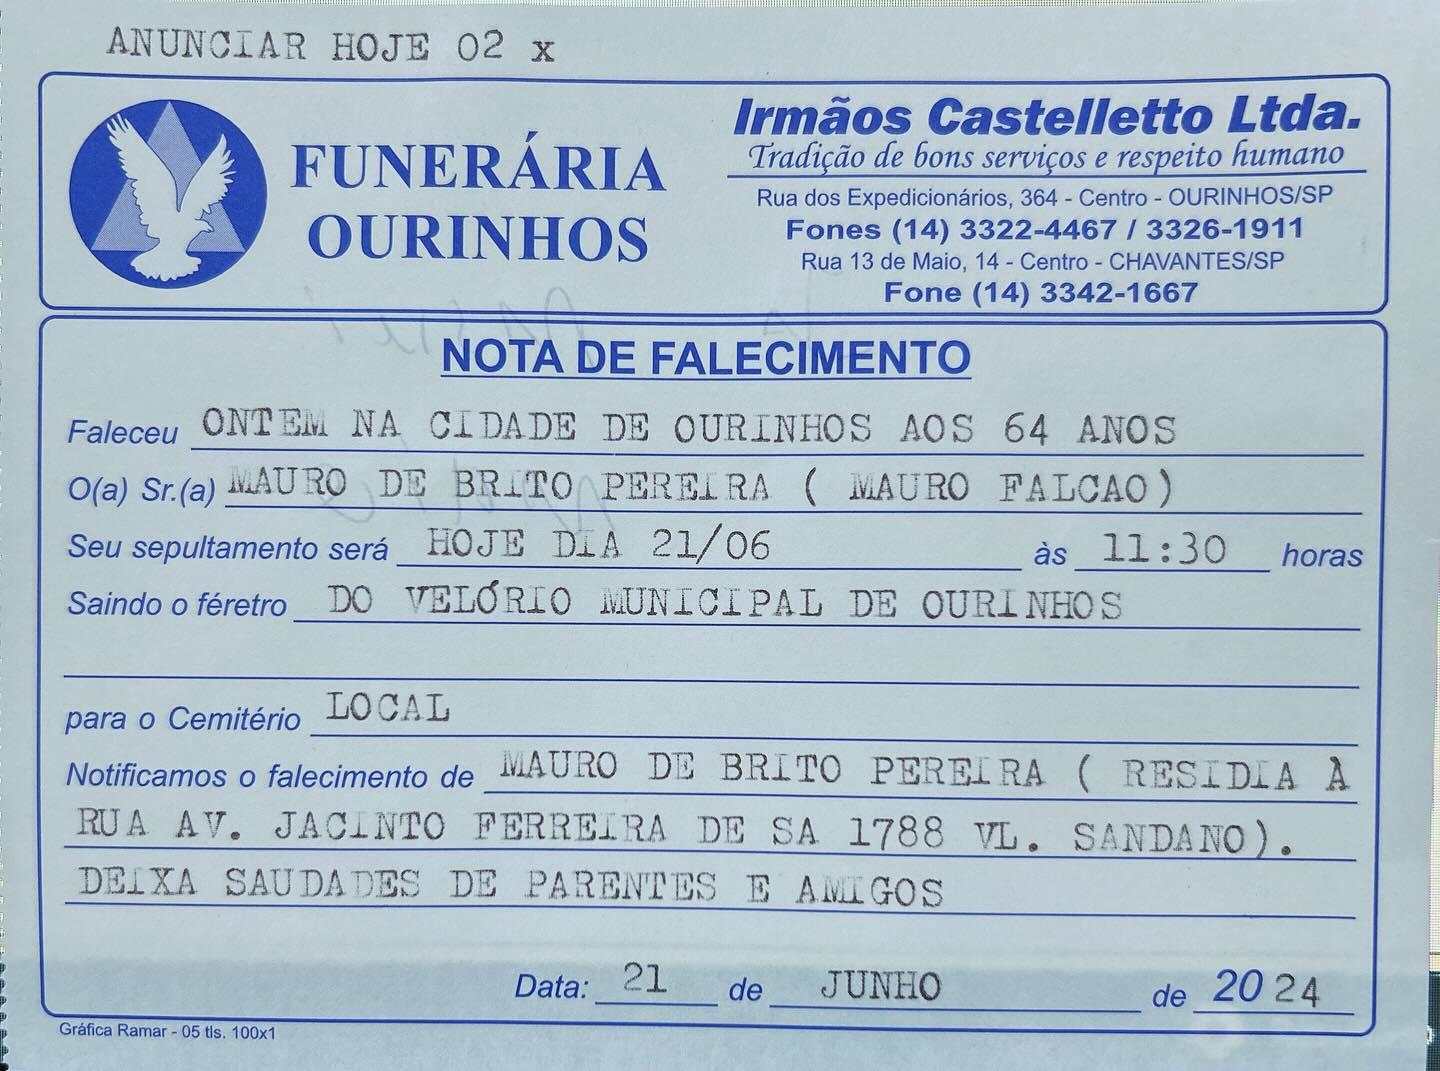 ANUNCIAR HOJE 02 x
FUNERÁRIA
OURINHOS
Irmãos Castelletto Ltda.
Tradição de bons serviços e respeito humano
Rua dos Expedicionários, 364 - Centro - OURINHOS/SP
Fones (14) 3322-4467 / 3326-1911
Rua 13 de Maio, 14 - Centro - CHAVANTES/SP
Fone (14) 3342-1667
NOTA DE FALECIMENTO
Faleceu ONTEM NA CIDADE DE OURINHOS AOS 64 ANOS
O(a) Sr.(a) MAURO DE BRITO PEREIRA ( MAURO FALCAO)
Seu sepultamento será HOJE DIA 21/06 às 11:30 horas
Saindo o féretro DO VELÓRIO MUNICIPAL DE OURINHOS
para o Cemitério LOCAL
Notificamos o falecimento de MAURO DE BRITO PEREIRA ( RESIDIA À
RUA AV. JACINTO FERREIRA DE SA 1788 VL. SANDANO).
DEIXA SAUDADES DE PARENTES E AMIGOS
Data: 21 de JUNHO de 2024
Gráfica Ramar - 05 tls. 100x1